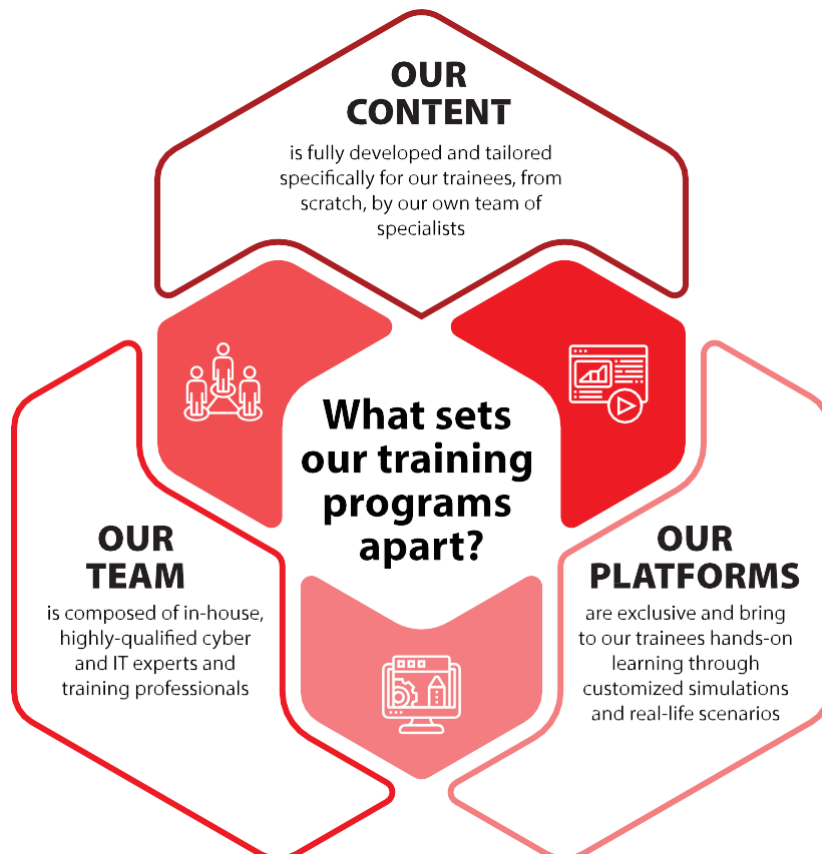 OUR
CONTENT
is fully developed and tailored
specifically for our trainees, from
scratch, by our own team of
specialists
What sets
our training
programs
apart?
OUR
TEAM
is composed of in-house,
highly-qualified cyber
and IT experts and
training professionals
OUR
PLATFORMS
are exclusive and bring
to our trainees hands-on
learning through
customized simulations
and real-life scenarios